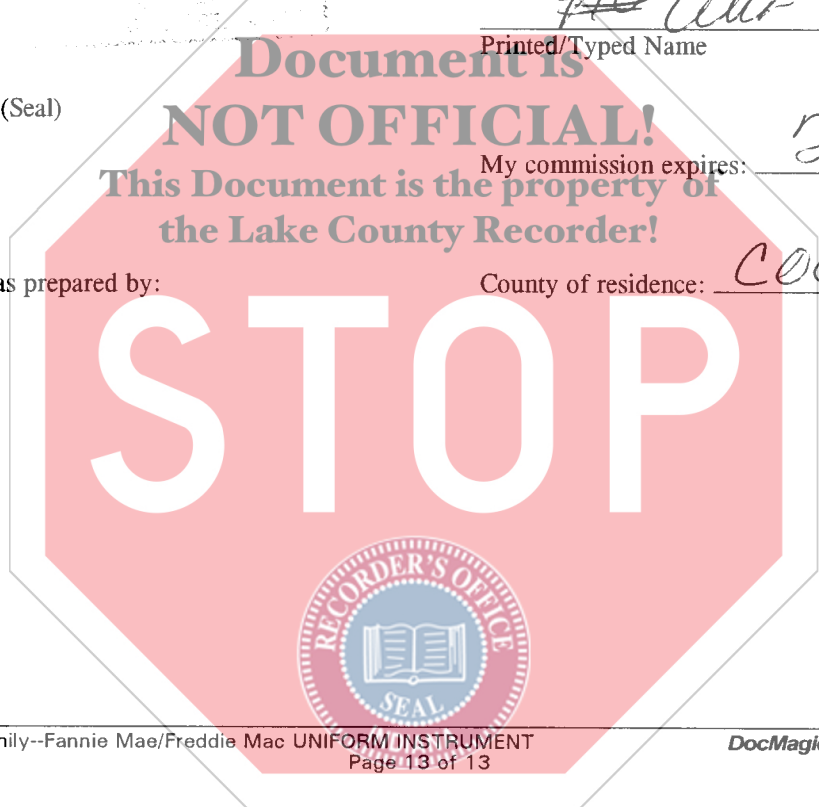 Printed/Typed Name
Document is
(Seal)
NOT OFFICIAL!
My commission expires:
This Document is the property of
the Lake County Recorder!
as prepared by:
County of residence:
STOP
RECORDER'S OFFICE
SEAL
nily--Fannie Mae/Freddie Mac UNIFORM INSTRUMENT
DocMagic
Page 13 of 13